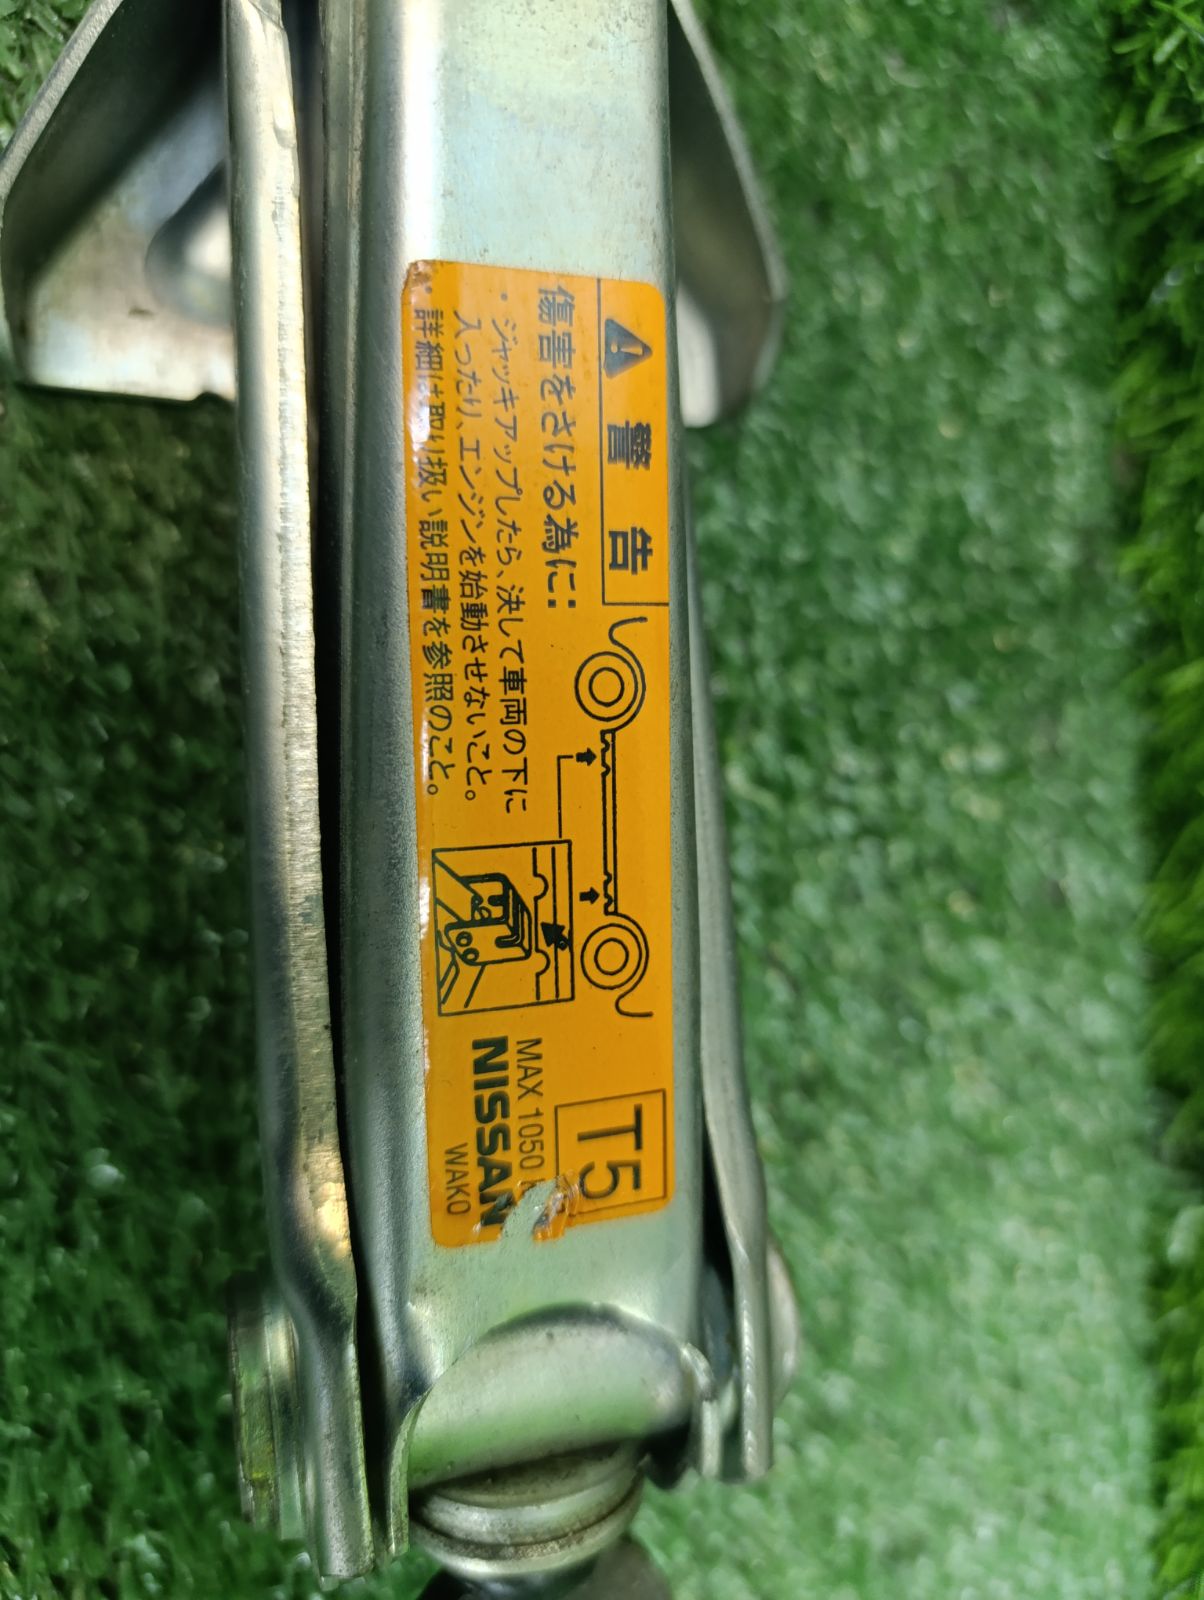 警告
傷害をさける為に:
・ジャッキアップしたら、決して車両の下に
入ったり、エンジンを始動させないこと。
・詳細は取り扱い説明書を参照のこと。
T5
MAX 1050
NISSAN
WAKO